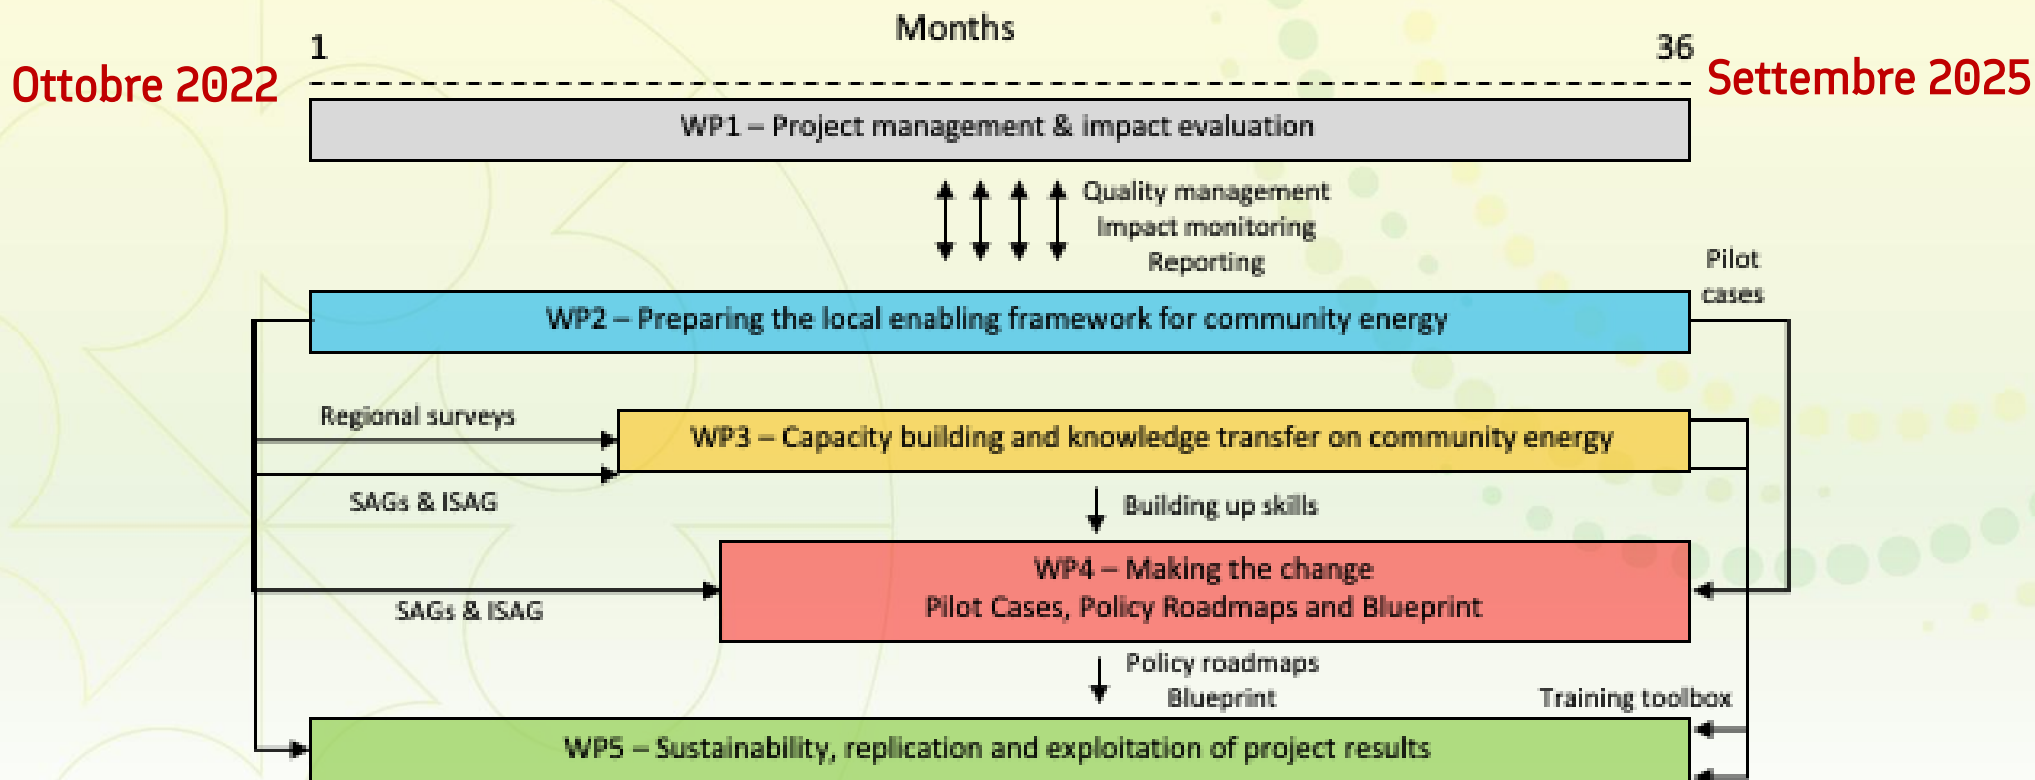 Months
1
36
Ottobre 2022
Settembre 2025
WP1 – Project management & impact evaluation
Quality management
Impact monitoring
Reporting
Pilot
cases
WP2 – Preparing the local enabling framework for community energy
Regional surveys
WP3 – Capacity building and knowledge transfer on community energy
SAGs & ISAG
Building up skills
WP4 – Making the change
Pilot Cases, Policy Roadmaps and Blueprint
SAGs & ISAG
Policy roadmaps
Blueprint
Training toolbox
WP5 – Sustainability, replication and exploitation of project results